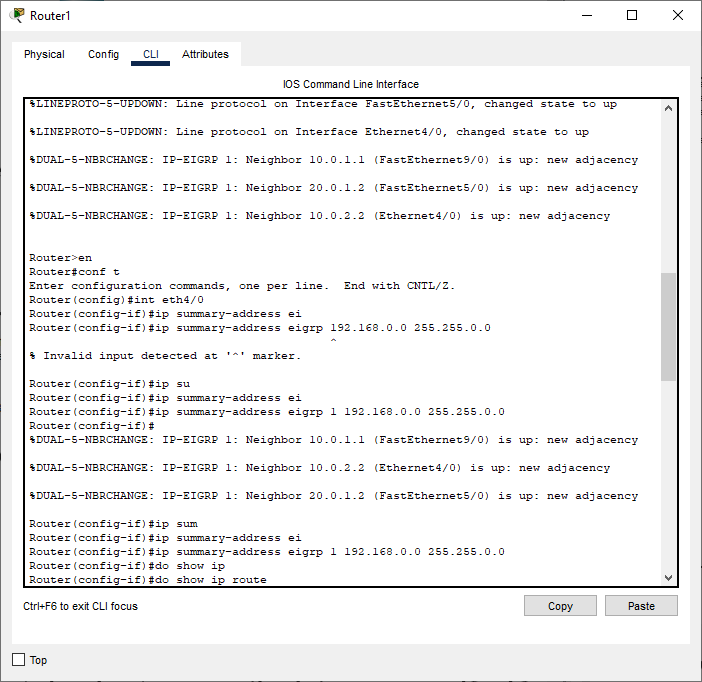 Router1
Physical Config CLI Attributes
IOS Command Line Interface
%LINEPROTO-5-UPDOWN: Line protocol on Interface FastEthernet5/0, changed state to up
%LINEPROTO-5-UPDOWN: Line protocol on Interface Ethernet4/0, changed state to up
%DUAL-5-NBRCHANGE: IP-EIGRP 1: Neighbor 10.0.1.1 (FastEthernet9/0) is up: new adjacency
%DUAL-5-NBRCHANGE: IP-EIGRP 1: Neighbor 20.0.1.2 (FastEthernet5/0) is up: new adjacency
%DUAL-5-NBRCHANGE: IP-EIGRP 1: Neighbor 10.0.2.2 (Ethernet4/0) is up: new adjacency
Router>en
Router#conf t
Enter configuration commands, one per line.  End with CNTL/Z.
Router(config)#int eth4/0
Router(config-if)#ip summary-address ei
Router(config-if)#ip summary-address eigrp 192.168.0.0 255.255.0.0
^
% Invalid input detected at '^' marker.
Router(config-if)#ip su
Router(config-if)#ip summary-address ei
Router(config-if)#ip summary-address eigrp 1 192.168.0.0 255.255.0.0
Router(config-if)#
%DUAL-5-NBRCHANGE: IP-EIGRP 1: Neighbor 10.0.1.1 (FastEthernet9/0) is up: new adjacency
%DUAL-5-NBRCHANGE: IP-EIGRP 1: Neighbor 10.0.2.2 (Ethernet4/0) is up: new adjacency
%DUAL-5-NBRCHANGE: IP-EIGRP 1: Neighbor 20.0.1.2 (FastEthernet5/0) is up: new adjacency
Router(config-if)#ip sum
Router(config-if)#ip summary-address ei
Router(config-if)#ip summary-address eigrp 1 192.168.0.0 255.255.0.0
Router(config-if)#do show ip
Router(config-if)#do show ip route
Ctrl+F6 to exit CLI focus Copy Paste
Top